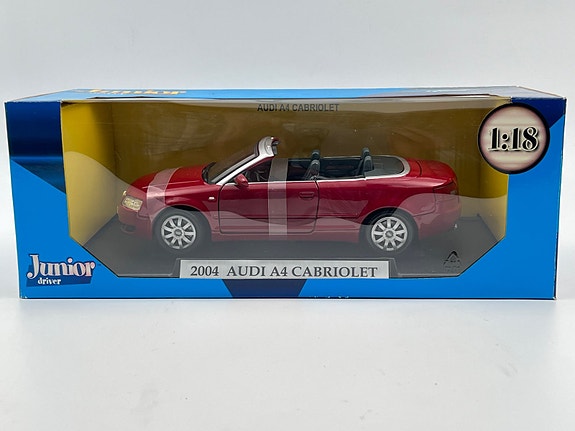 AUDI A4 CABRIOLET
1:18
Junior
driver
2004 AUDI A4 CABRIOLET